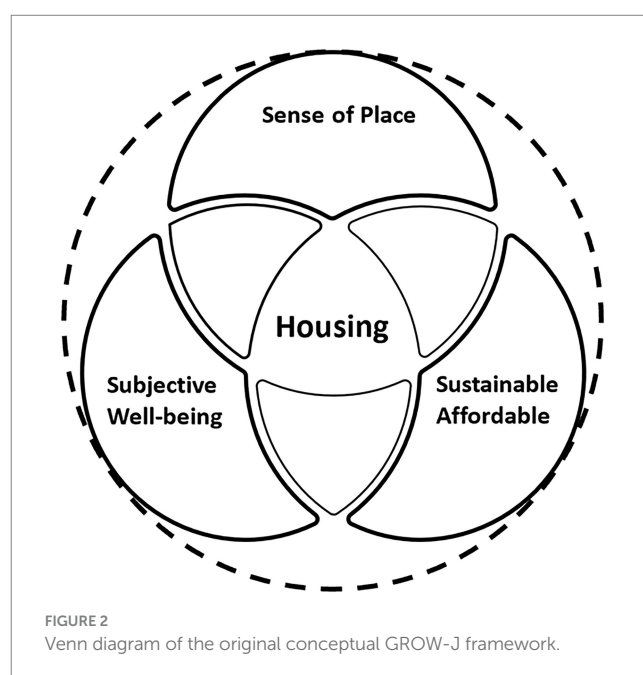 Sense of Place
Housing
Subjective
Well-being
Sustainable
Affordable
FIGURE 2
Venn diagram of the original conceptual GROW-J framework.